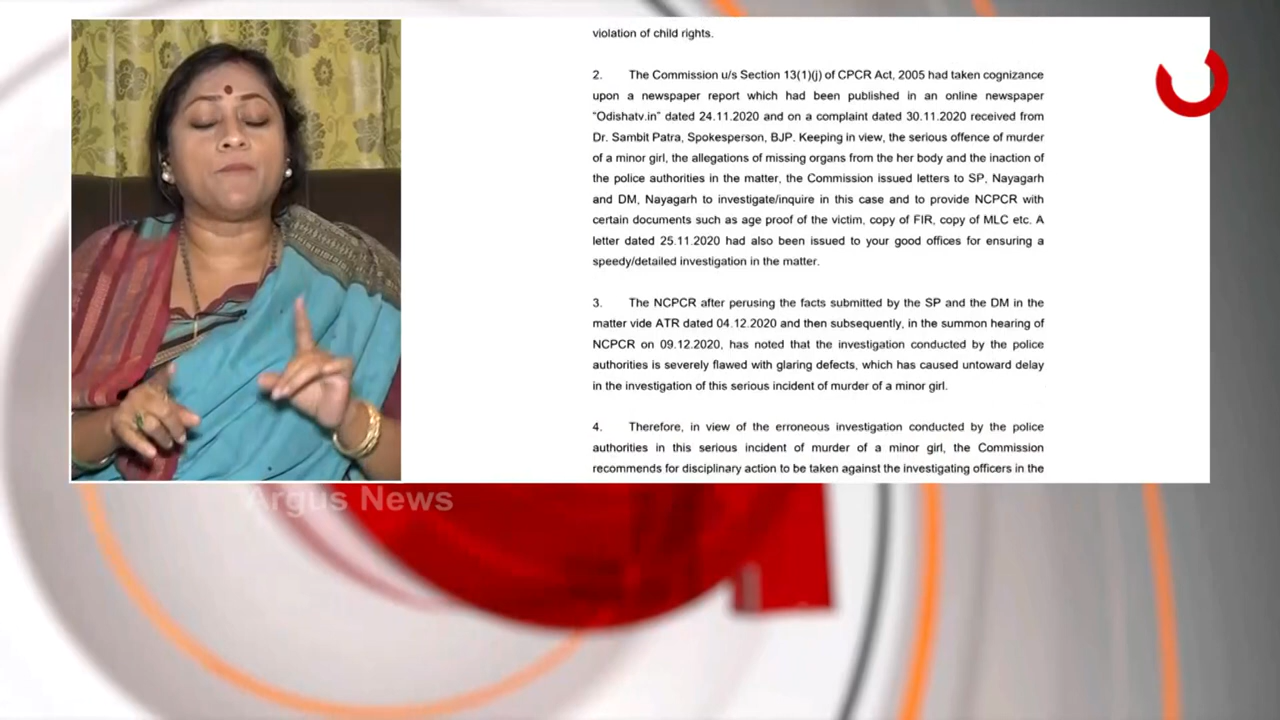 violation of child rights.
2. The Commission u/s Section 13(1)(j) of CPCR Act, 2005 had taken cognizance
upon a newspaper report which had been published in an online newspaper
“Odishatv.in” dated 24.11.2020 and on a complaint dated 30.11.2020 received from
Dr. Sambit Patra, Spokesperson, BJP. Keeping in view, the serious offence of murder
of a minor girl, the allegations of missing organs from the her body and the inaction of
the police authorities in the matter, the Commission issued letters to SP, Nayagarh
and DM, Nayagarh to investigate/inquire in this case and to provide NCPCR with
certain documents such as age proof of the victim, copy of FIR, copy of MLC etc. A
letter dated 25.11.2020 had also been issued to your good offices for ensuring a
speedy/detailed investigation in the matter.
3. The NCPCR after perusing the facts submitted by the SP and the DM in the
matter vide ATR dated 04.12.2020 and then subsequently, in the summon hearing of
NCPCR on 09.12.2020, has noted that the investigation conducted by the police
authorities is severely flawed with glaring defects, which has caused untoward delay
in the investigation of this serious incident of murder of a minor girl.
4. Therefore, in view of the erroneous investigation conducted by the police
authorities in this serious incident of murder of a minor girl, the Commission
recommends for disciplinary action to be taken against the investigating officers in the
Argus News